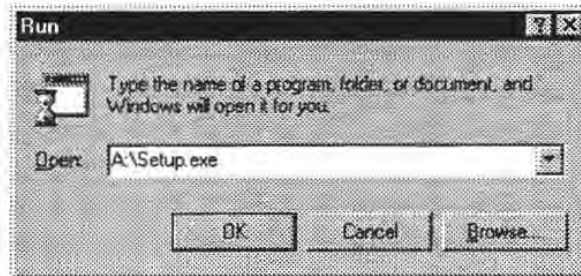 Run
Type the name of a program, folder, or document, and
Windows will open it for you.
Open: A:\Setup.exe
OK Cancel Browse...